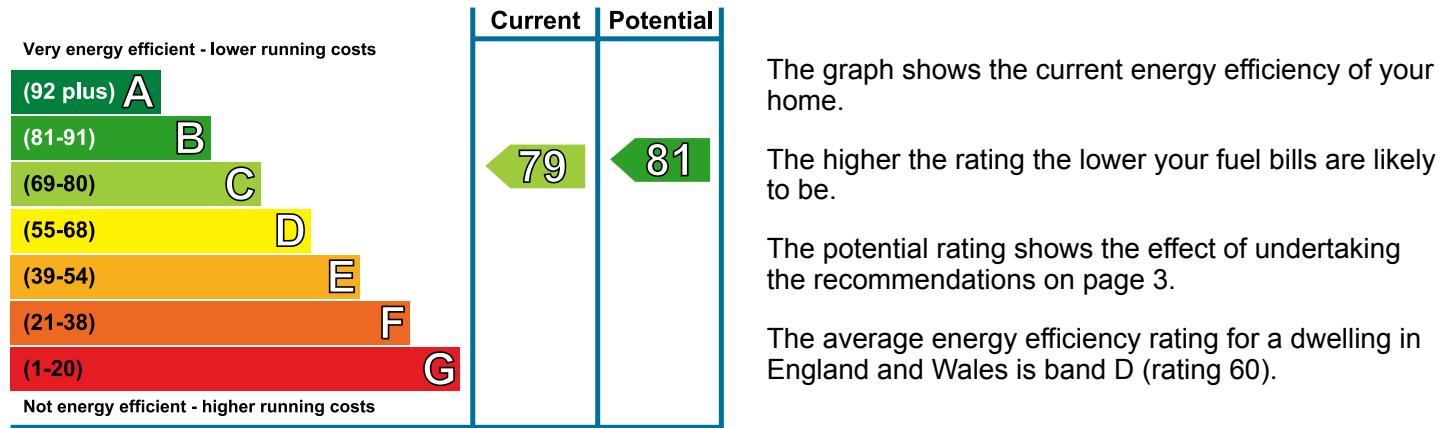 Current Potential
Very energy efficient - lower running costs
(92 plus) A
(81-91) B
(69-80) C
(55-68) D
(39-54) E
(21-38) F
(1-20) G
Not energy efficient - higher running costs
79 81
The graph shows the current energy efficiency of your
home.
The higher the rating the lower your fuel bills are likely
to be.
The potential rating shows the effect of undertaking
the recommendations on page 3.
The average energy efficiency rating for a dwelling in
England and Wales is band D (rating 60).